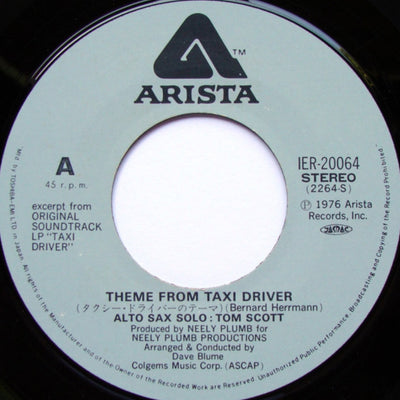 ™
ARISTA
A
45 r.p.m.
excerpt from
ORIGINAL
SOUNDTRACK
LP "TAXI
DRIVER"
IER-20064
STEREO
(2264-S)
Ⓟ 1976 Arista
Records, Inc.
JASRAC
THEME FROM TAXI DRIVER
(タクシー・ドライバーのテーマ) (Bernard Herrmann)
ALTO SAX SOLO: TOM SCOTT
Produced by NEELY PLUMB for
NEELY PLUMB PRODUCTIONS
Arranged & Conducted by
Dave Blume
Colgems Music Corp. (ASCAP)
Mf'd by TOSHIBA-EMI LTD in Japan. All rights of the Manufacturer and of the Owner of the Recorded Work are Reserved. Unauthorized Public Performance, Broadcasting and Copying of the Record Prohibited.